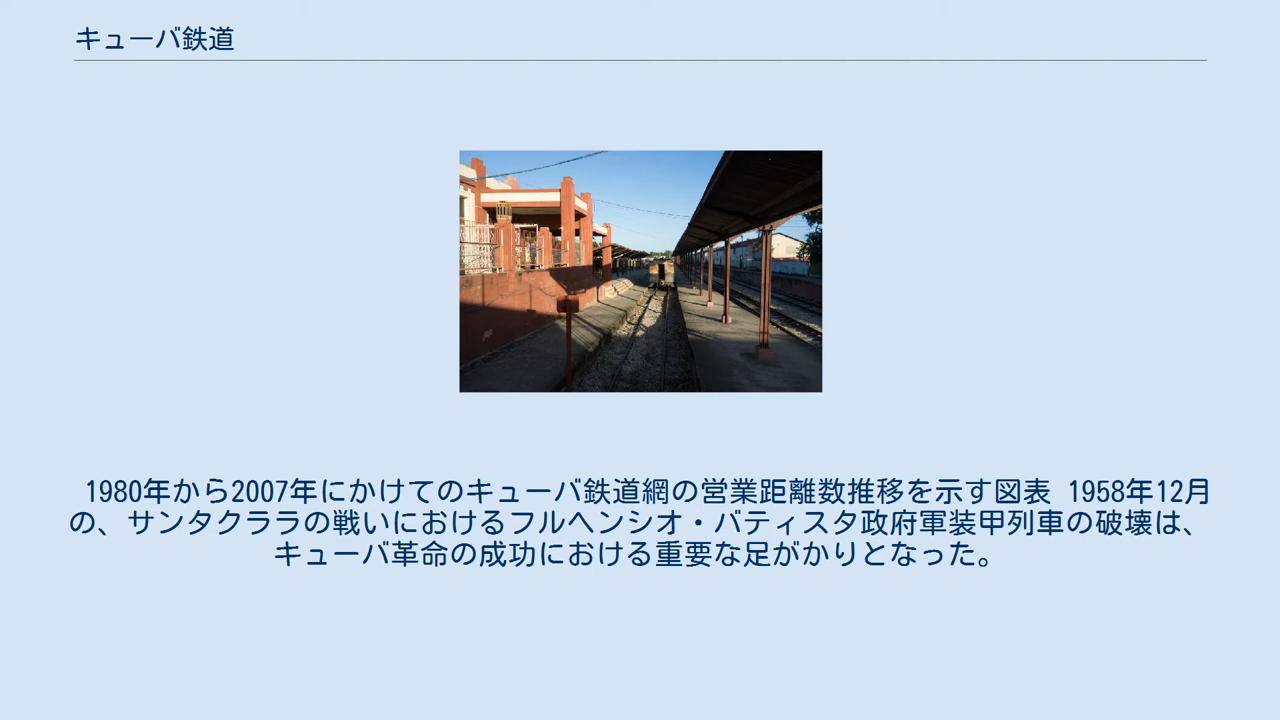 キューバ鉄道
1980年から2007年にかけてのキューバ鉄道網の営業距離数推移を示す図表 1958年12月
の、サンタクララの戦いにおけるフルヘンシオ・バティスタ政府軍装甲列車の破壊は、
キューバ革命の成功における重要な足がかりとなった。